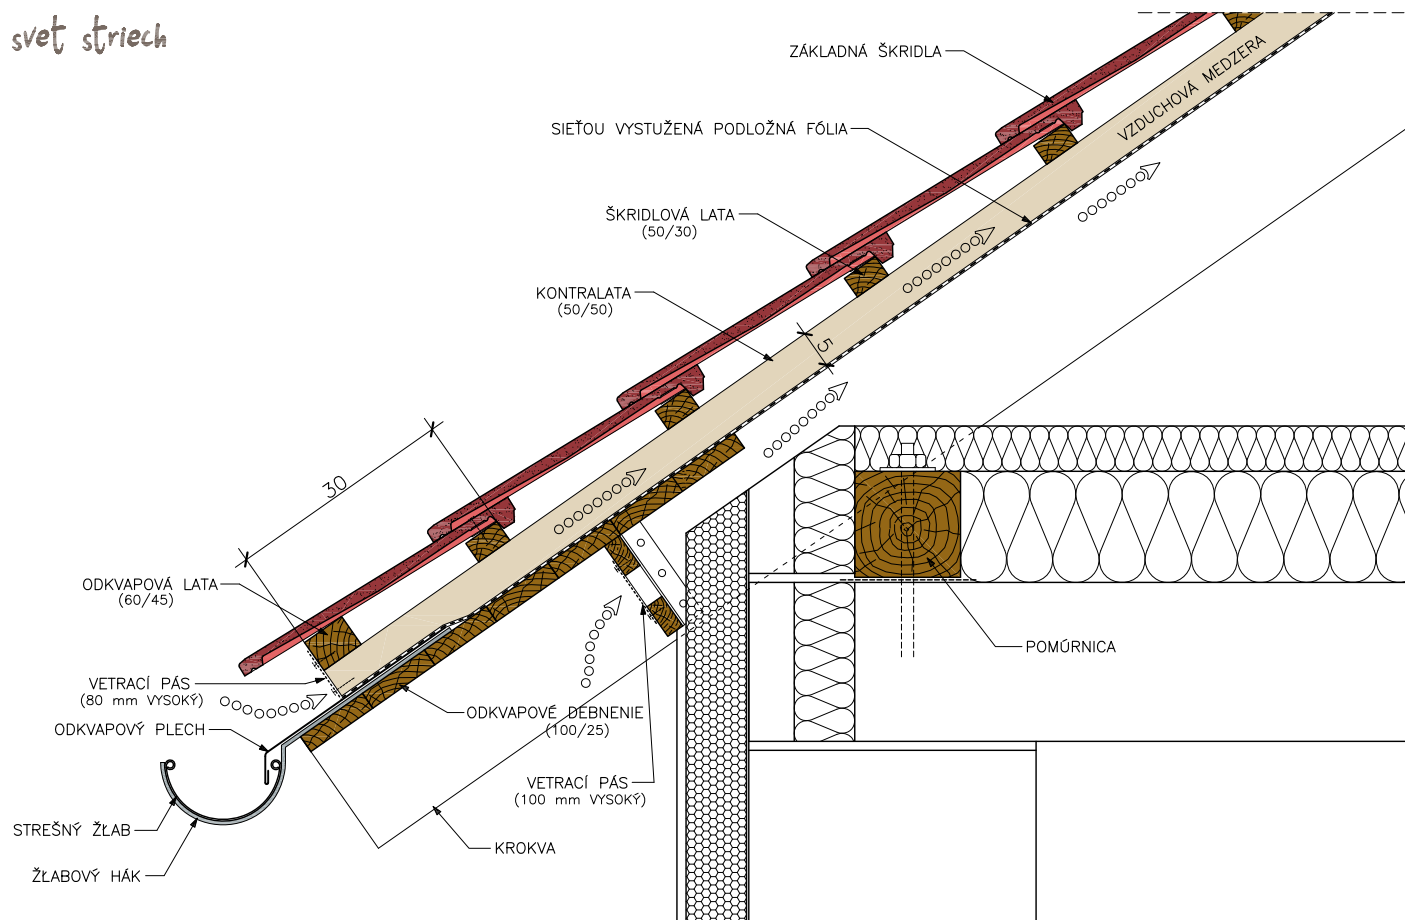 svet striech
ZÁKLADNÁ ŠKRIDLA
VZDUCHOVÁ MEDZERA
SIEŤOU VYSTUŽENÁ PODLOŽNÁ FÓLIA
ŠKRIDLOVÁ LATA
(50/30)
KONTRALATA
(50/50)
5
30
ODKVAPOVÁ LATA
(60/45)
POMÚRNICA
VETRACÍ PÁS
(80 mm VYSOKÝ)
ODKVAPOVÉ DEBNENIE
(100/25)
ODKVAPOVÝ PLECH
VETRACÍ PÁS
(100 mm VYSOKÝ)
STREŠNÝ ŽĽAB
KROKVA
ŽĽABOVÝ HÁK